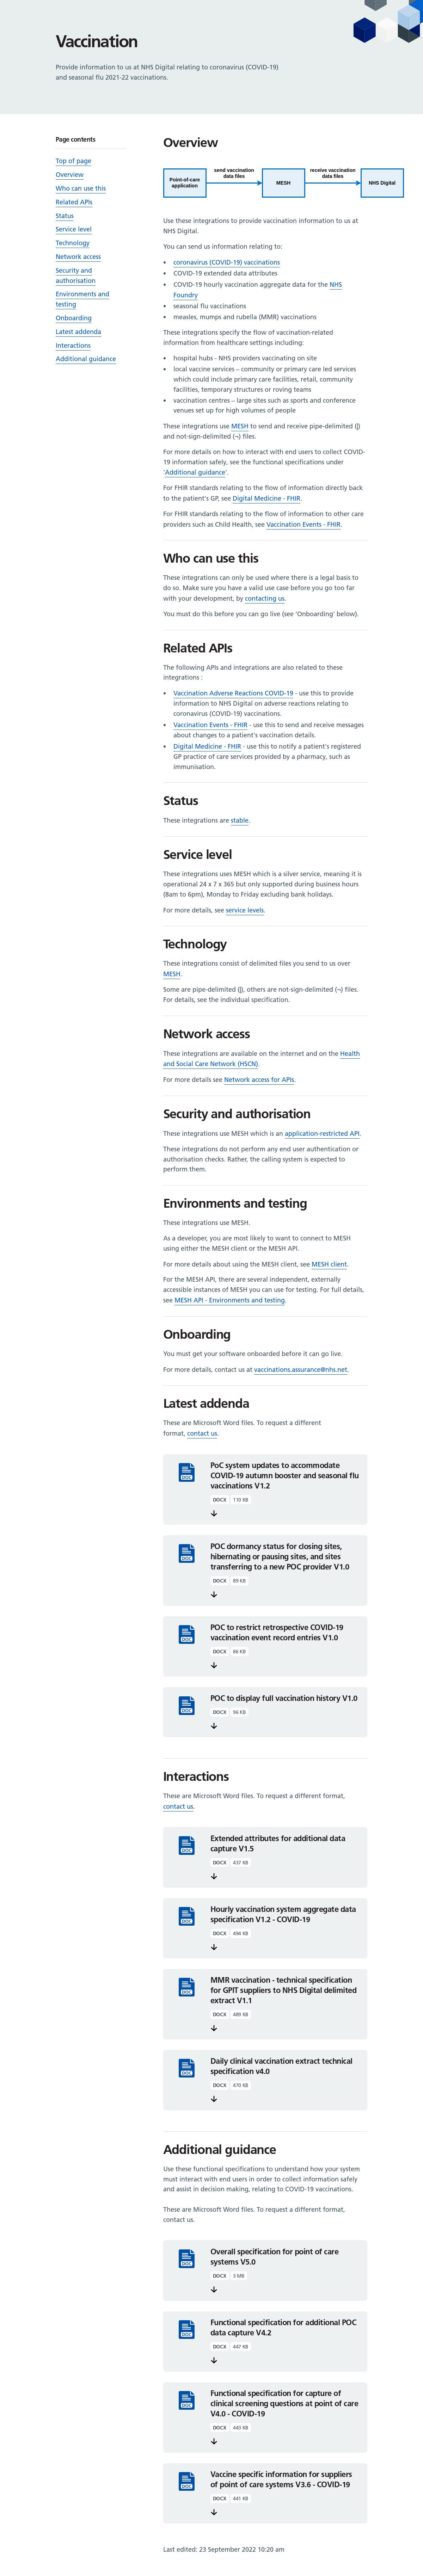 Vaccination
Provide information to us at NHS Digital relating to coronavirus (COVID-19)
and seasonal flu 2021-22 vaccinations.
Page contents
Top of page
Overview
Who can use this
Related APIs
Status
Service level
Technology
Network access
Security and
authorisation
Environments and
testing
Onboarding
Latest addenda
Interactions
Additional guidance
Overview
Point-of-care
application
send vaccination
data files
MESH
receive vaccination
data files
NHS Digital
Use these integrations to provide vaccination information to us at
NHS Digital.
You can send us information relating to:
• coronavirus (COVID-19) vaccinations
• COVID-19 extended data attributes
• COVID-19 hourly vaccination aggregate data for the NHS
Foundry
• seasonal flu vaccinations
• measles, mumps and rubella (MMR) vaccinations
These integrations specify the flow of vaccination-related
information from healthcare settings including:
• hospital hubs - NHS providers vaccinating on site
• local vaccine services – community or primary care led services
which could include primary care facilities, retail, community
facilities, temporary structures or roving teams
• vaccination centres – large sites such as sports and conference
venues set up for high volumes of people
These integrations use MESH to send and receive pipe-delimited (|)
and not-sign-delimited (¬) files.
For more details on how to interact with end users to collect COVID-
19 information safely, see the functional specifications under
'Additional guidance'.
For FHIR standards relating to the flow of information directly back
to the patient's GP, see Digital Medicine - FHIR.
For FHIR standards relating to the flow of information to other care
providers such as Child Health, see Vaccination Events - FHIR.
Who can use this
These integrations can only be used where there is a legal basis to
do so. Make sure you have a valid use case before you go too far
with your development, by contacting us.
You must do this before you can go live (see 'Onboarding' below).
Related APIs
The following APIs and integrations are also related to these
integrations :
• Vaccination Adverse Reactions COVID-19 - use this to provide
information to NHS Digital on adverse reactions relating to
coronavirus (COVID-19) vaccinations.
• Vaccination Events - FHIR - use this to send and receive messages
about changes to a patient's vaccination details.
• Digital Medicine - FHIR - use this to notify a patient's registered
GP practice of care services provided by a pharmacy, such as
immunisation.
Status
These integrations are stable.
Service level
These integrations uses MESH which is a silver service, meaning it is
operational 24 x 7 x 365 but only supported during business hours
(8am to 6pm), Monday to Friday excluding bank holidays.
For more details, see service levels.
Technology
These integrations consist of delimited files you send to us over
MESH.
Some are pipe-delimited (|), others are not-sign-delimited (¬) files.
For details, see the individual specification.
Network access
These integrations are available on the internet and on the Health
and Social Care Network (HSCN).
For more details see Network access for APIs.
Security and authorisation
These integrations use MESH which is an application-restricted API.
These integrations do not perform any end user authentication or
authorisation checks. Rather, the calling system is expected to
perform them.
Environments and testing
These integrations use MESH.
As a developer, you are most likely to want to connect to MESH
using either the MESH client or the MESH API.
For more details about using the MESH client, see MESH client.
For the MESH API, there are several independent, externally
accessible instances of MESH you can use for testing. For full details,
see MESH API - Environments and testing.
Onboarding
You must get your software onboarded before it can go live.
For more details, contact us at vaccinations.assurance@nhs.net.
Latest addenda
These are Microsoft Word files. To request a different
format, contact us.
DOC
PoC system updates to accommodate
COVID-19 autumn booster and seasonal flu
vaccinations V1.2
DOCX 110 KB
DOC
POC dormancy status for closing sites,
hibernating or pausing sites, and sites
transferring to a new POC provider V1.0
DOCX 89 KB
DOC
POC to restrict retrospective COVID-19
vaccination event record entries V1.0
DOCX 86 KB
DOC
POC to display full vaccination history V1.0
DOCX 96 KB
Interactions
These are Microsoft Word files. To request a different format,
contact us.
DOC
Extended attributes for additional data
capture V1.5
DOCX 437 KB
DOC
Hourly vaccination system aggregate data
specification V1.2 - COVID-19
DOCX 494 KB
DOC
MMR vaccination - technical specification
for GPIT suppliers to NHS Digital delimited
extract V1.1
DOCX 489 KB
DOC
Daily clinical vaccination extract technical
specification v4.0
DOCX 470 KB
Additional guidance
Use these functional specifications to understand how your system
must interact with end users in order to collect information safely
and assist in decision making, relating to COVID-19 vaccinations.
These are Microsoft Word files. To request a different format,
contact us.
DOC
Overall specification for point of care
systems V5.0
DOCX 3 MB
DOC
Functional specification for additional POC
data capture V4.2
DOCX 447 KB
DOC
Functional specification for capture of
clinical screening questions at point of care
V4.0 - COVID-19
DOCX 443 KB
DOC
Vaccine specific information for suppliers
of point of care systems V3.6 - COVID-19
DOCX 441 KB
Last edited: 23 September 2022 10:20 am